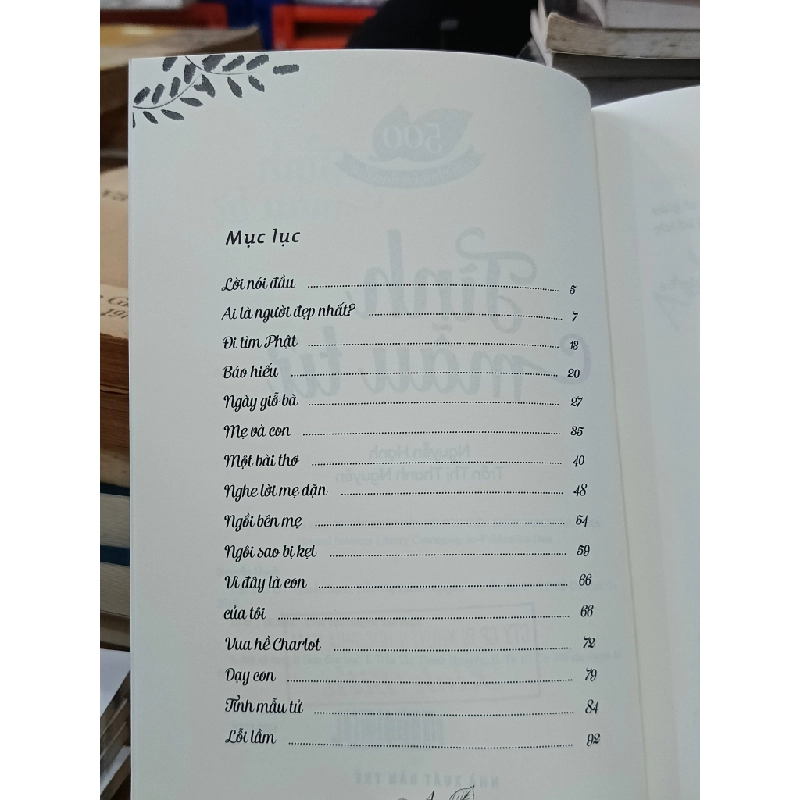 Mục lục
Lời nói đầu 5
Ai là người đẹp nhất? 7
Đi tìm Phật 12
Báo hiếu 20
Ngày giỗ bà 27
Mẹ và con 35
Một bài thơ 40
Nghe lời mẹ dặn 48
Ngồi bên mẹ 54
Ngôi sao bị kẹt 59
Vì đây là con 66
của tôi 68
Vua hề Charlot 72
Dạy con 79
Tình mẫu tử 84
Lỗi lầm 92